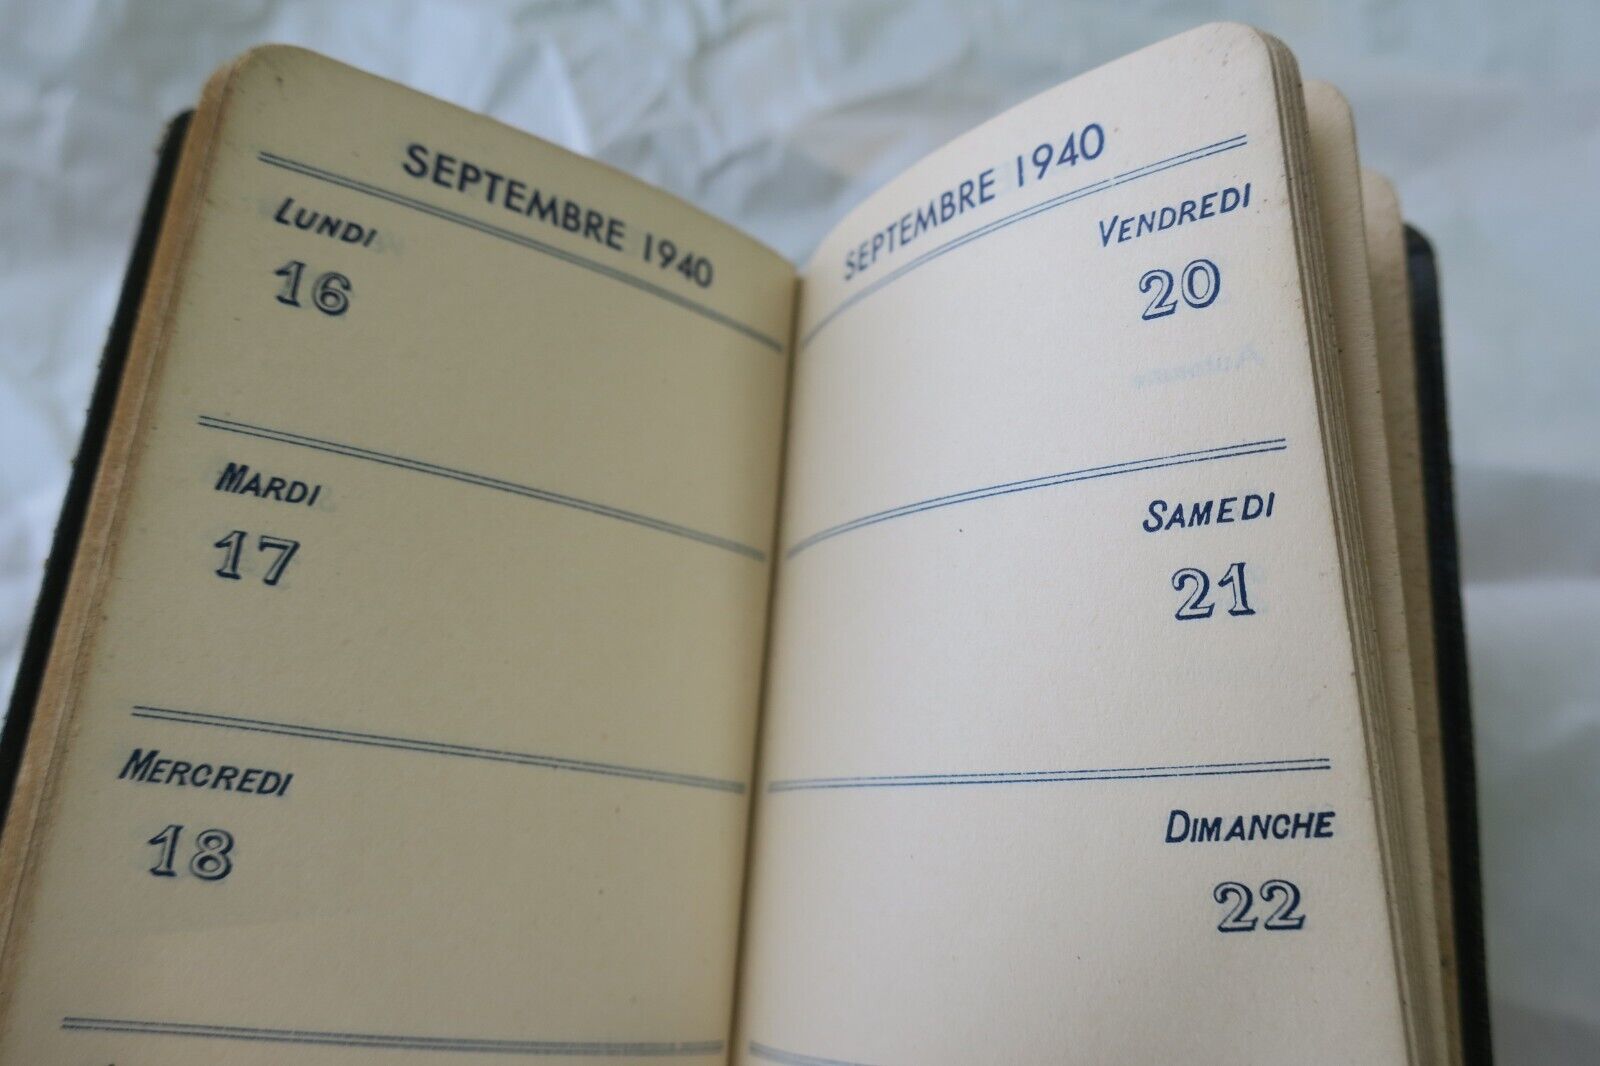 SEPTEMBRE 1940
LUNDI
16
MARDI
17
MERCREDI
18
SEPTEMBRE 1940
VENDREDI
20
SAMEDI
21
DIMANCHE
22